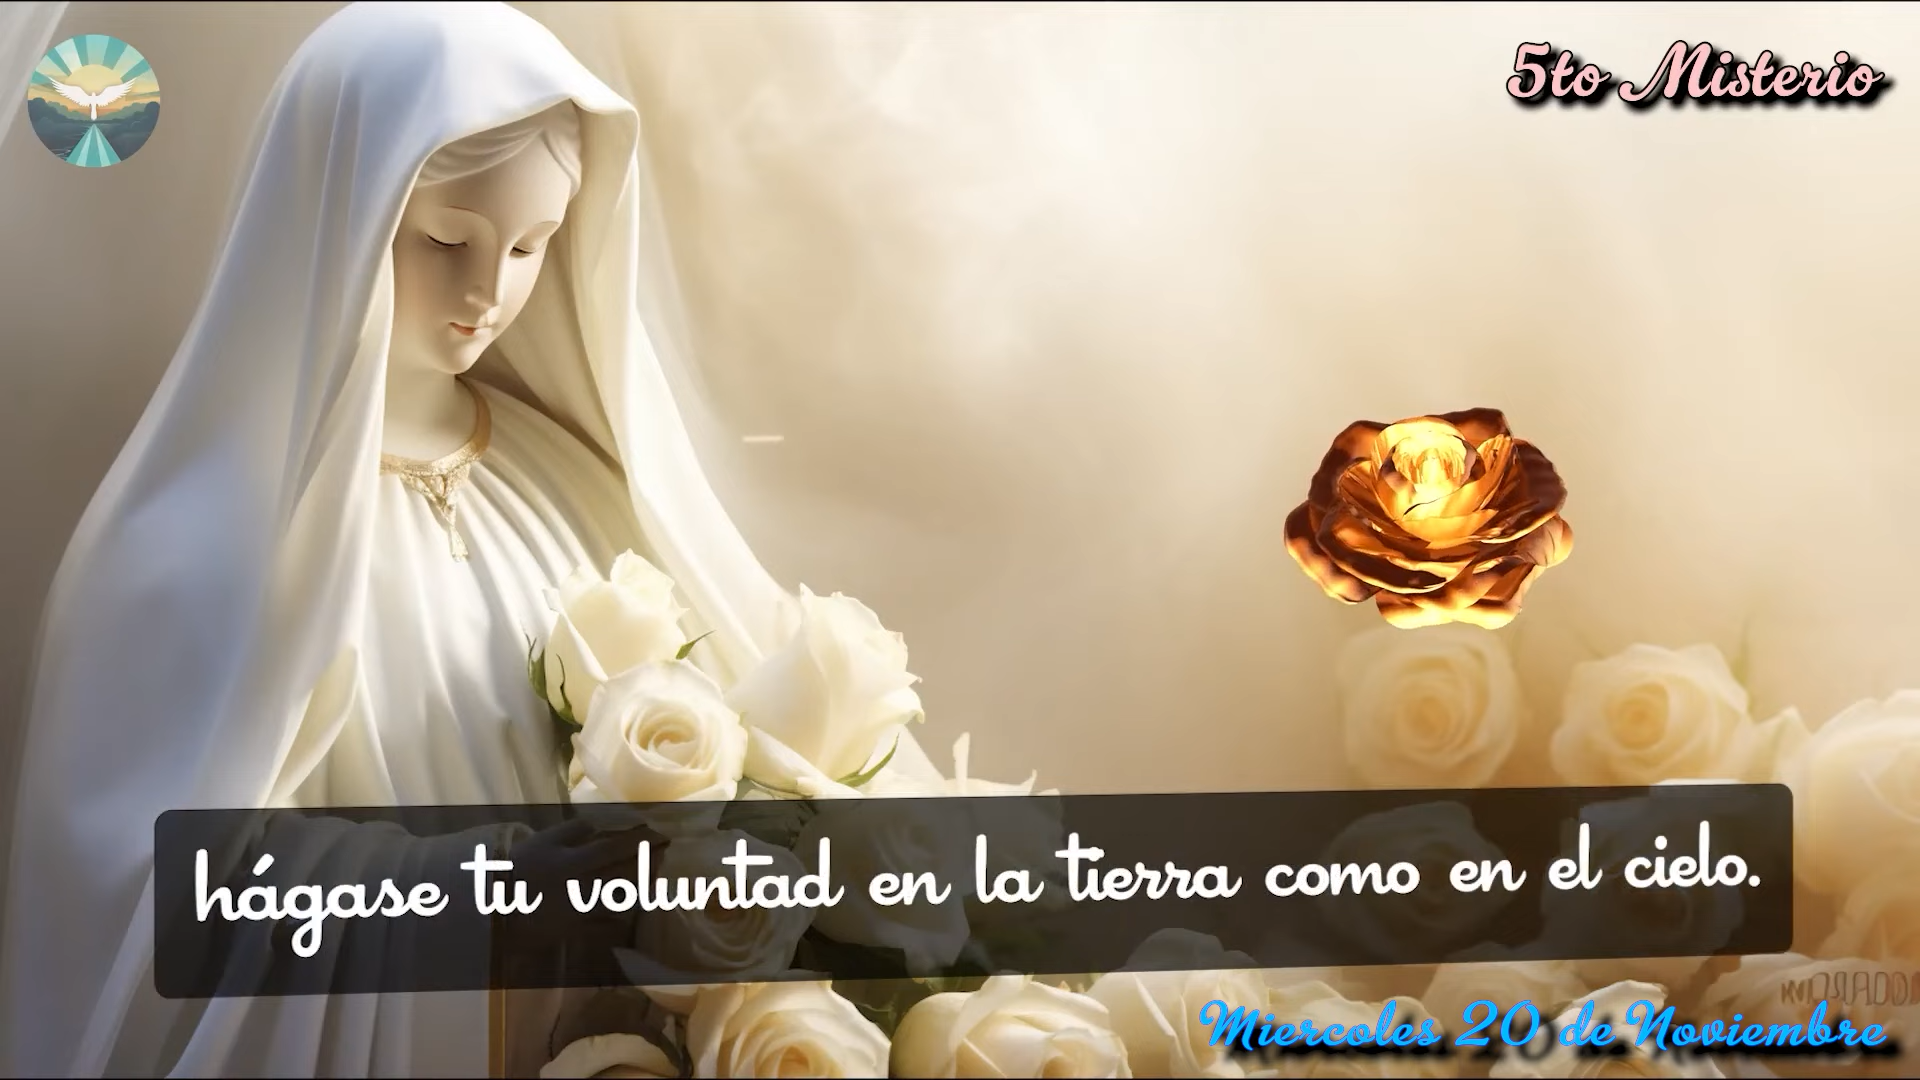 5to Misterio
hágase tu voluntad en la tierra como en el cielo.
Miercoles 20 de Noviembre